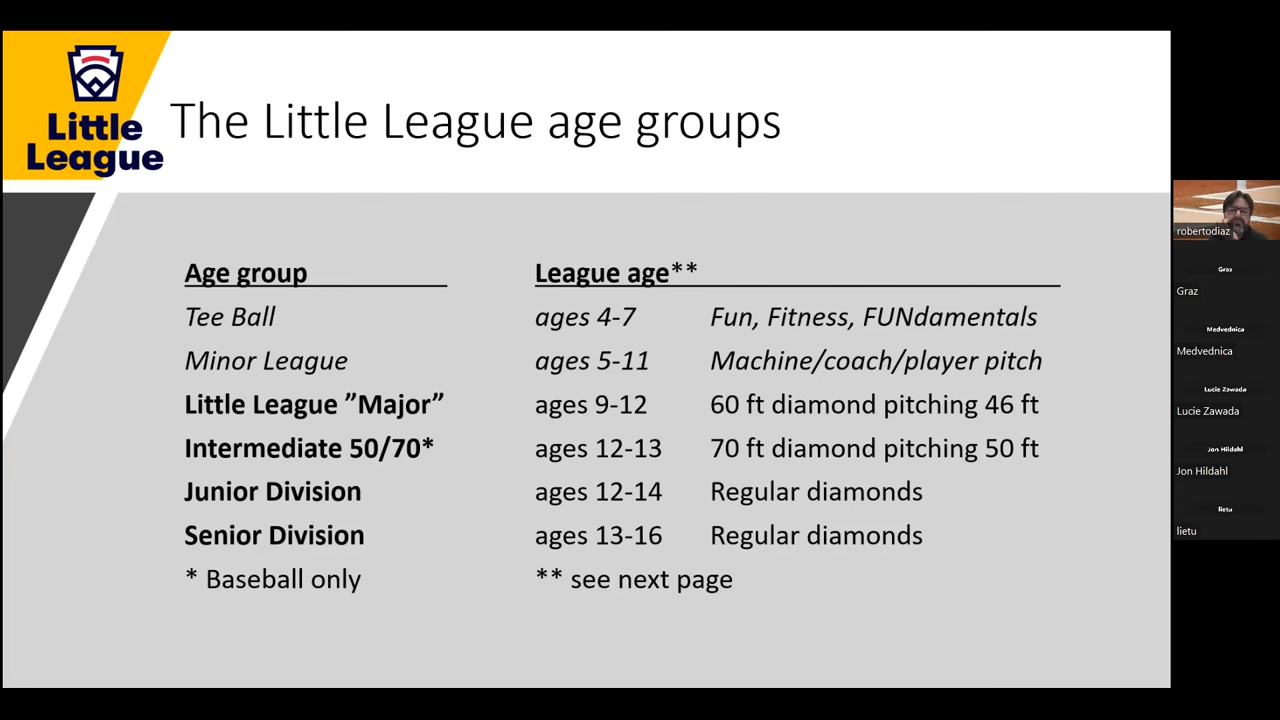 Little
League
The Little League age groups
Age group League age**
Tee Ball ages 4-7 Fun, Fitness, FUNdamentals
Minor League ages 5-11 Machine/coach/player pitch
Little League ”Major” ages 9-12 60 ft diamond pitching 46 ft
Intermediate 50/70* ages 12-13 70 ft diamond pitching 50 ft
Junior Division ages 12-14 Regular diamonds
Senior Division ages 13-16 Regular diamonds
* Baseball only ** see next page
robertodiaz
Graz
Graz
Medvednica
Medvednica
Lucie Zawada
Lucie Zawada
Jon Hildahl
Jon Hildahl
lietu
lietu